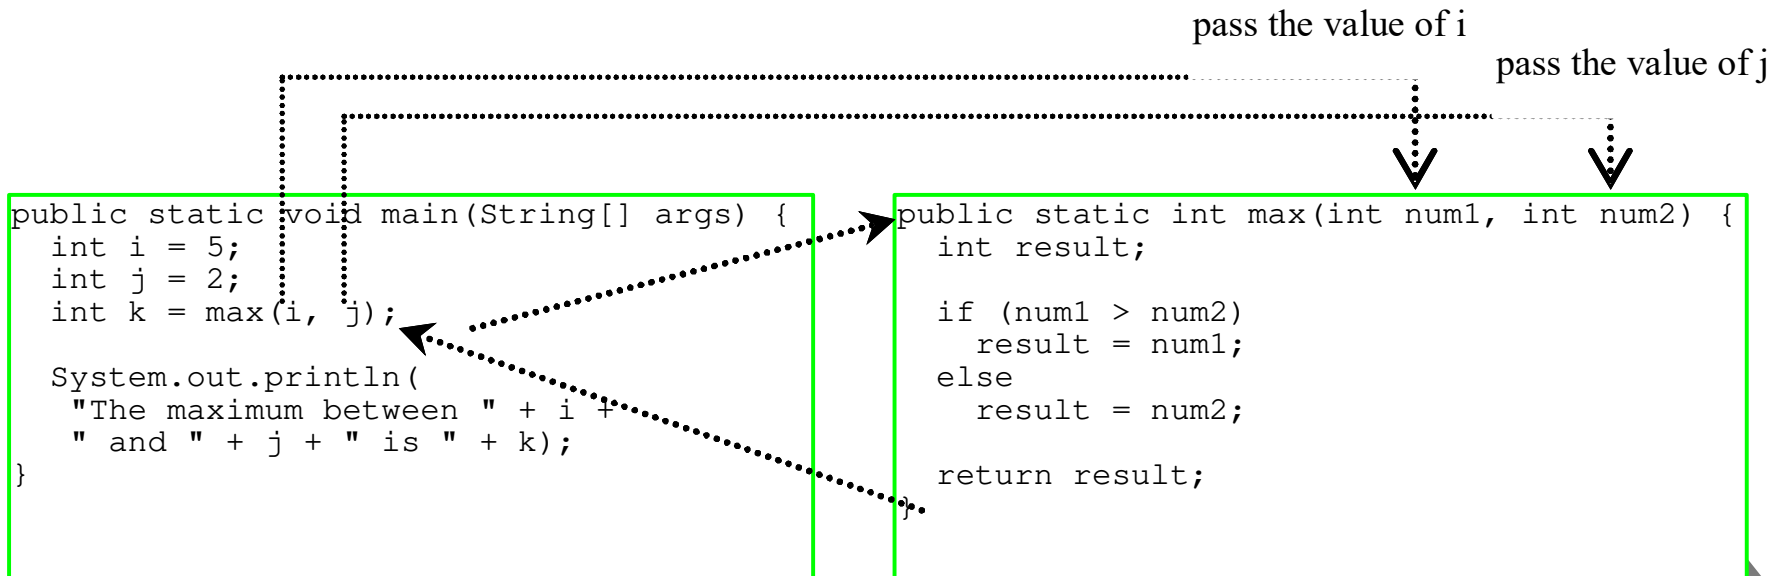 pass the value of i
pass the value of j
public static void main(String[] args) {
  int i = 5;
  int j = 2;
  int k = max(i, j);

  System.out.println(
   "The maximum between " + i +
   " and " + j + " is " + k);
}
public static int max(int num1, int num2) {
  int result;

  if (num1 > num2)
    result = num1;
  else
    result = num2;

  return result;
}